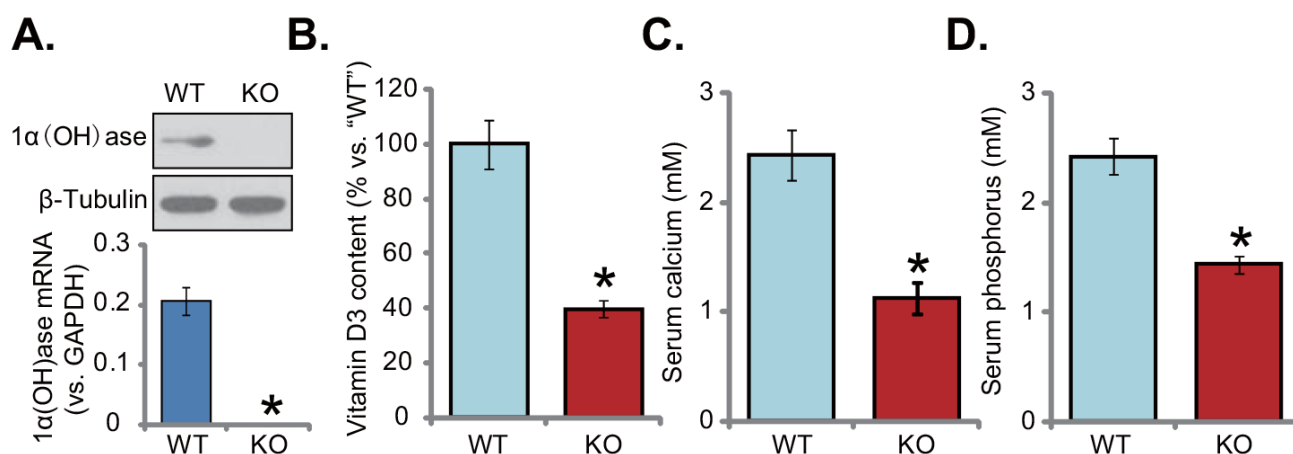 A.
WT KO
1α(OH)ase
β-Tubulin
1α(OH)ase mRNA
(vs. GAPDH)
0.3
0.2
0.1
0
*
WT KO
B.
Vitamin D3 content (% vs. “WT”)
120
100
80
60
40
20
0
*
WT KO
C.
Serum calcium (mM)
3
2
1
0
*
WT KO
D.
Serum phosphorus (mM)
3
2
1
0
*
WT KO